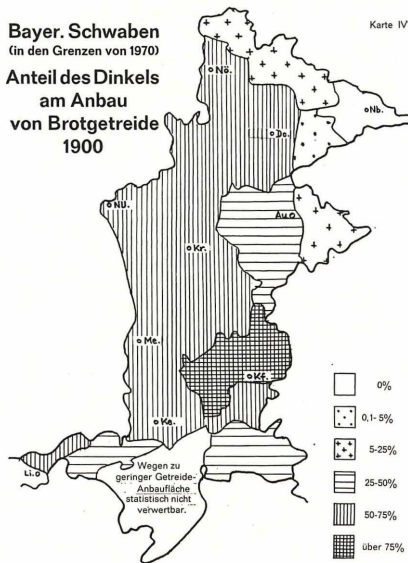 Bayer. Schwaben
(in den Grenzen von 1970)
Anteil des Dinkels
am Anbau
von Brotgetreide
1900
Karte IV
Nö.
Nb.
Do.
Au.
NU.
Kr.
Me.
Kf.
Ke.
Li.
Wegen zu
geringer Getreide-
Anbaufläche
statistisch nicht
verwertbar.
0%
0,1-5%
5-25%
25-50%
50-75%
über 75%